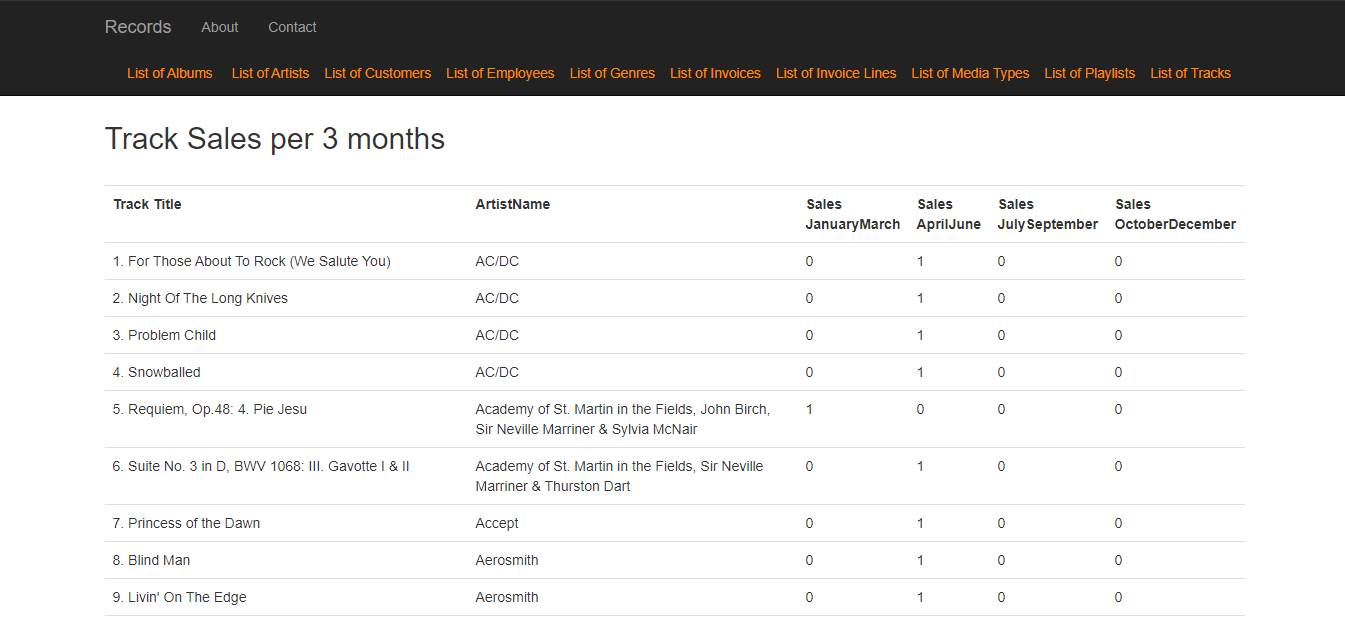 Records About Contact
List of Albums List of Artists List of Customers List of Employees List of Genres List of Invoices List of Invoice Lines List of Media Types List of Playlists List of Tracks
Track Sales per 3 months
Track Title ArtistName Sales JanuaryMarch Sales AprilJune Sales JulySeptember Sales OctoberDecember
1. For Those About To Rock (We Salute You) AC/DC 0 1 0 0
2. Night Of The Long Knives AC/DC 0 1 0 0
3. Problem Child AC/DC 0 1 0 0
4. Snowballed AC/DC 0 1 0 0
5. Requiem, Op.48: 4. Pie Jesu Academy of St. Martin in the Fields, John Birch, 1 0 0 0
Sir Neville Marriner & Sylvia McNair
6. Suite No. 3 in D, BWV 1068: III. Gavotte I & II Academy of St. Martin in the Fields, Sir Neville 0 1 0 0
Marriner & Thurston Dart
7. Princess of the Dawn Accept 0 1 0 0
8. Blind Man Aerosmith 0 1 0 0
9. Livin' On The Edge Aerosmith 0 1 0 0